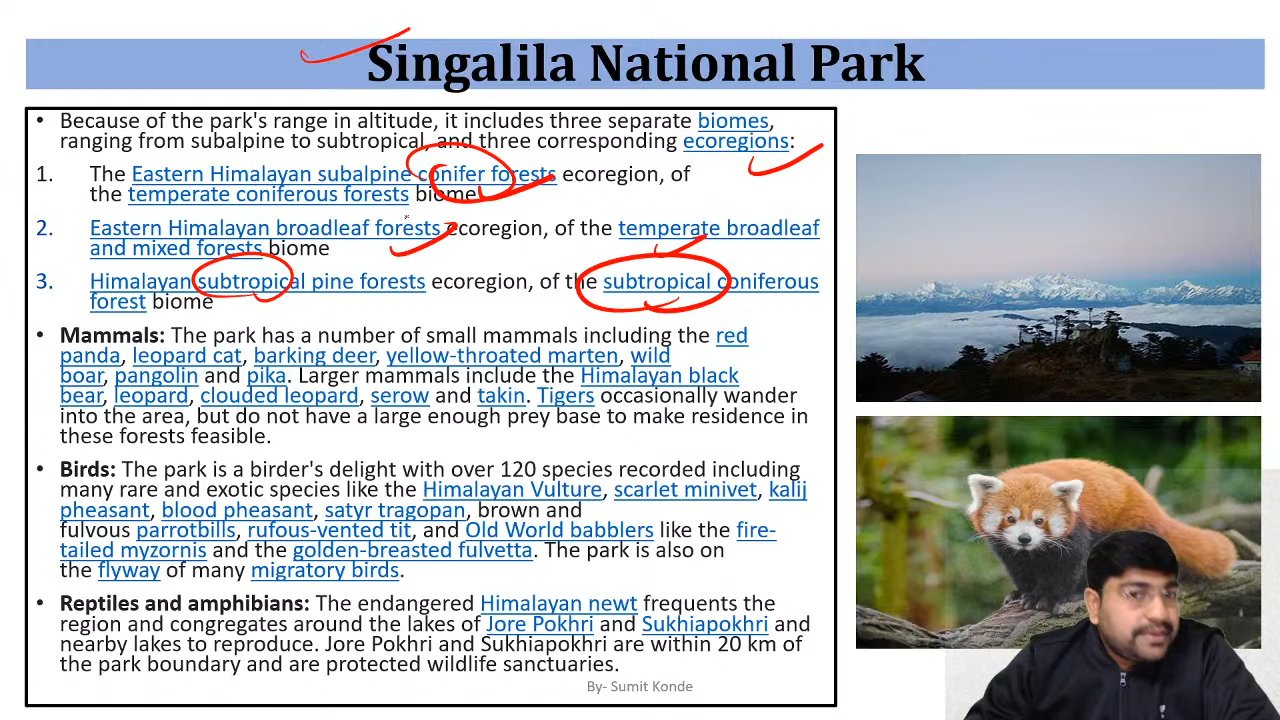 Singalila National Park
• Because of the park's range in altitude, it includes three separate biomes,
ranging from subalpine to subtropical, and three corresponding ecoregions:
1. The Eastern Himalayan subalpine conifer forests ecoregion, of
the temperate coniferous forests biome
2. Eastern Himalayan broadleaf forests ecoregion, of the temperate broadleaf
and mixed forests biome
3. Himalayan subtropical pine forests ecoregion, of the subtropical coniferous
forest biome
• Mammals: The park has a number of small mammals including the red
panda, leopard cat, barking deer, yellow-throated marten, wild
boar, pangolin and pika. Larger mammals include the Himalayan black
bear, leopard, clouded leopard, serow and takin. Tigers occasionally wander
into the area, but do not have a large enough prey base to make residence in
these forests feasible.
• Birds: The park is a birder's delight with over 120 species recorded including
many rare and exotic species like the Himalayan Vulture, scarlet minivet, kalij
pheasant, blood pheasant, satyr tragopan, brown and
fulvous parrotbills, rufous-vented tit, and Old World babblers like the fire-
tailed myzornis and the golden-breasted fulvetta. The park is also on
the flyway of many migratory birds.
• Reptiles and amphibians: The endangered Himalayan newt frequents the
region and congregates around the lakes of Jore Pokhri and Sukhiapokhri and
nearby lakes to reproduce. Jore Pokhri and Sukhiapokhri are within 20 km of
the park boundary and are protected wildlife sanctuaries.
By- Sumit Konde